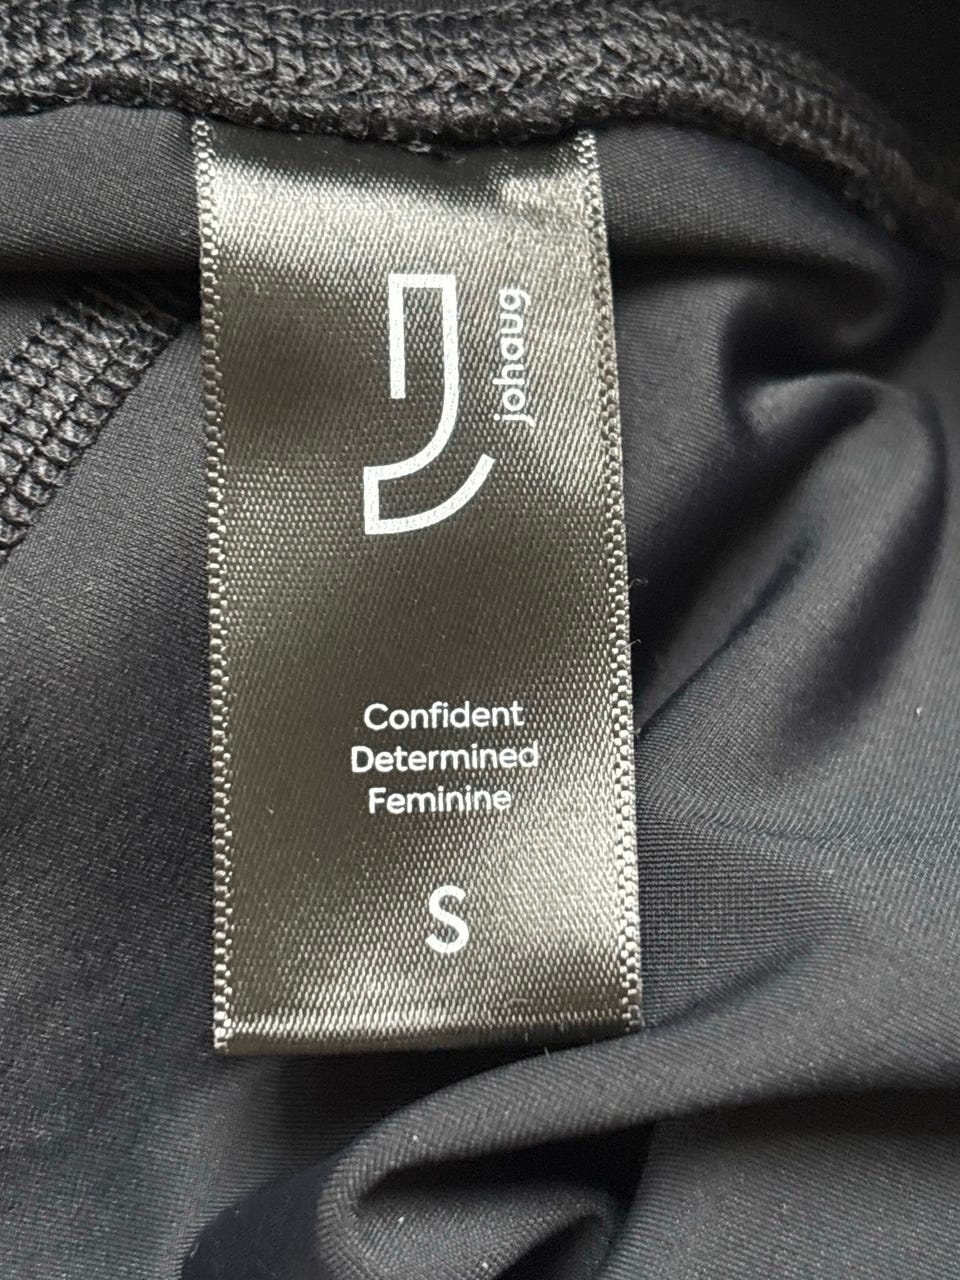 johaug
Confident
Determined
Feminine
S